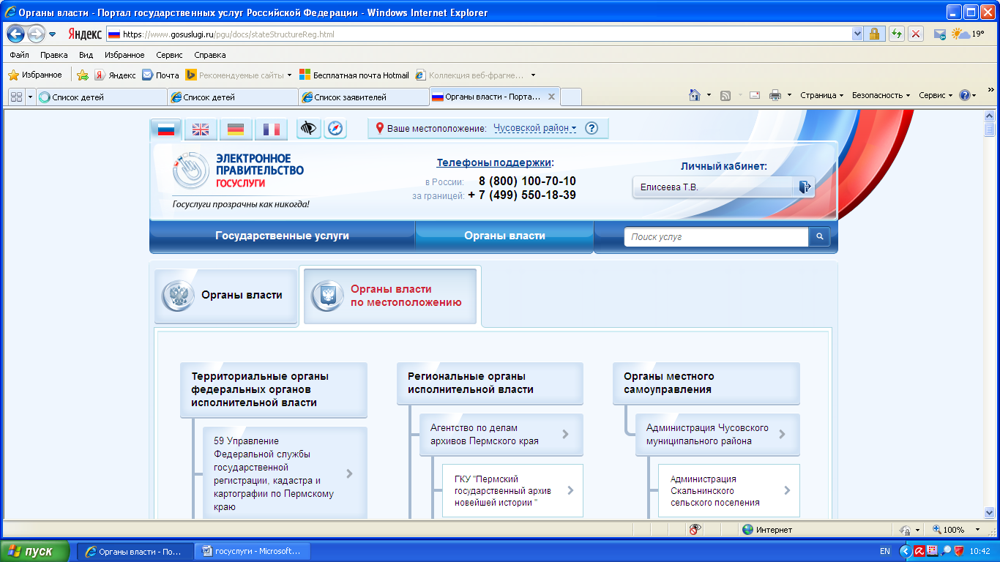 Органы власти - Портал государственных услуг Российской Федерации - Windows Internet Explorer
Яндекс https://www.gosuslugi.ru/pgu/docs/stateStructureReg.html 19°
Файл Правка Вид Избранное Сервис Справка
Избранное Яндекс Почта Рекомендуемые сайты Бесплатная почта Hotmail Коллекция веб-фрагме...
Список детей Список детей Список заявителей Органы власти - Порта... Страница Безопасность Сервис
Ваше местоположение: Чусовской район
ЭЛЕКТРОННОЕ
ПРАВИТЕЛЬСТВО
ГОСУСЛУГИ
Госуслуги прозрачны как никогда!
Телефоны поддержки:
в России: 8 (800) 100-70-10
за границей: + 7 (499) 550-18-39
Личный кабинет:
Елисеева Т.В.
Государственные услуги Органы власти Поиск услуг
Органы власти
Органы власти
по местоположению
Территориальные органы
федеральных органов
исполнительной власти
59 Управление
Федеральной службы
государственной
регистрации, кадастра и
картографии по Пермскому
краю
Региональные органы
исполнительной власти
Агентство по делам
архивов Пермского края
ГКУ "Пермский
государственный архив
новейшей истории "
Органы местного
самоуправления
Администрация Чусовского
муниципального района
Администрация
Скальнинского
сельского поселения
Интернет 100%
пуск Органы власти - По... госуслуги - Microsoft... EN 10:42